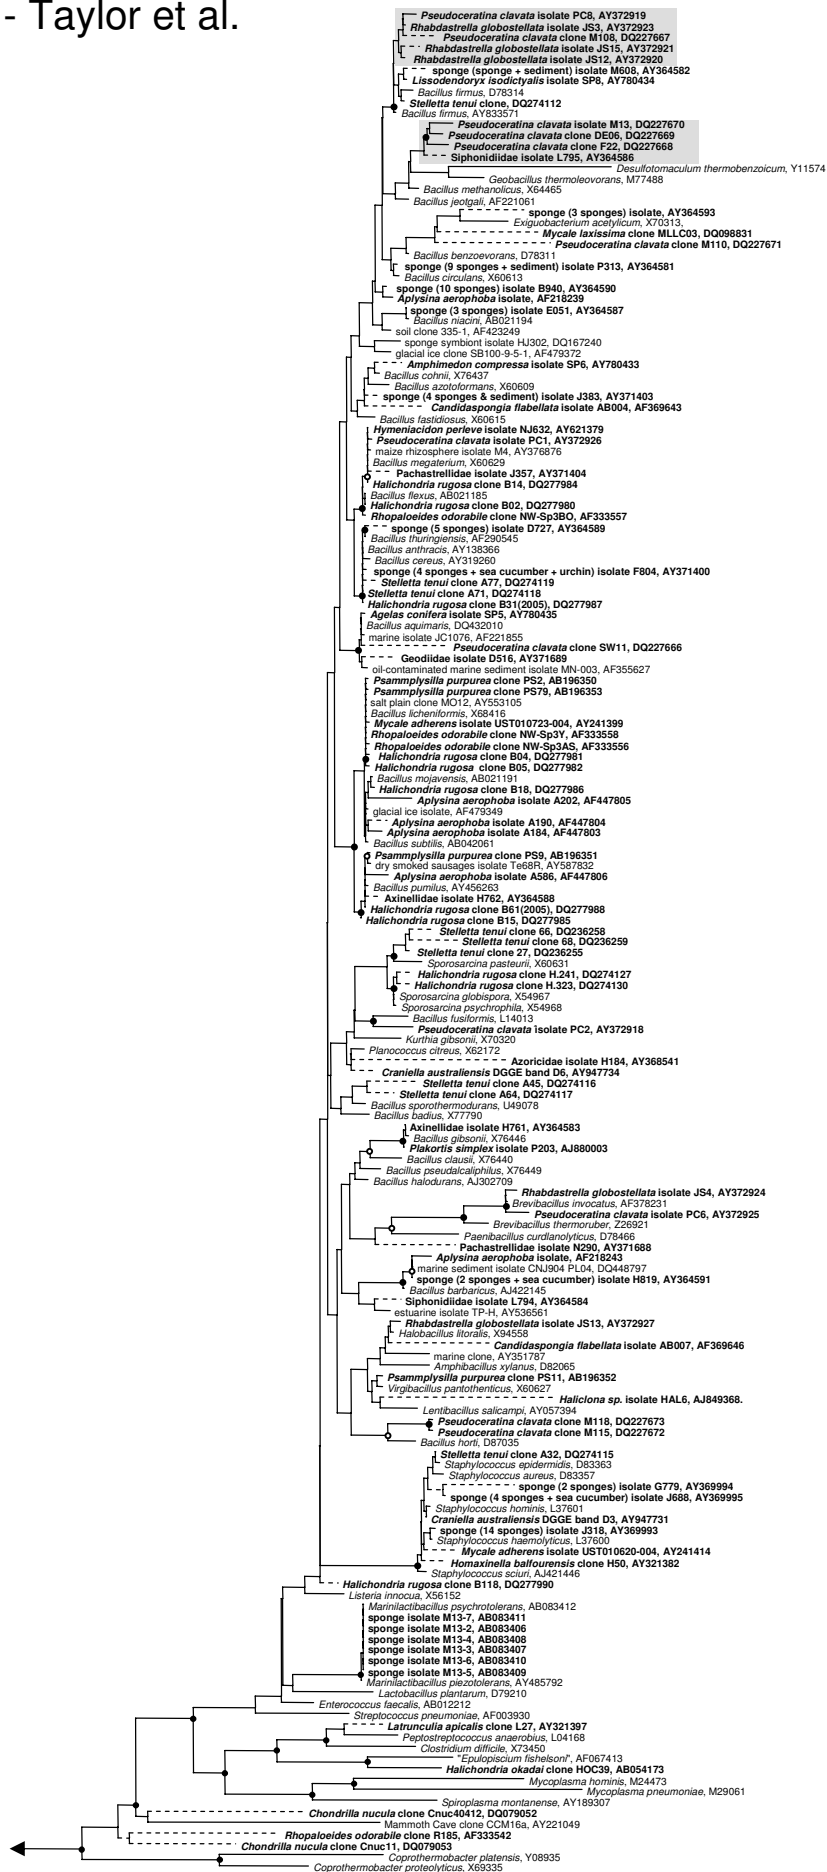 - Taylor et al.
Pseudoceratina clavata isolate PC8, AY372919
Rhabdastrella globostellata isolate JS3, AY372923
Pseudoceratina clavata clone M108, DQ227667
Rhabdastrella globostellata isolate JS15, AY372921
Rhabdastrella globostellata isolate JS12, AY372920
sponge (sponge + sediment) isolate M608, AY364582
Lissodendoryx isodictyalis isolate SP8, AY780434
Bacillus firmus, D78314
Stelletta tenui clone, DQ274112
Bacillus firmus, AY833571
Pseudoceratina clavata isolate M13, DQ227670
Pseudoceratina clavata clone DE06, DQ227669
Pseudoceratina clavata clone F22, DQ227668
Siphonidiidae isolate L795, AY364586
Desulfotomaculum thermobenzoicum, Y11574
Geobacillus thermoleovorans, M77488
Bacillus methanolicus, X64465
Bacillus jeotgali, AF221061
sponge (3 sponges) isolate, AY364593
Exiguobacterium acetylicum, X70313,
Mycale laxissima clone MLLC03, DQ098831
Pseudoceratina clavata clone M110, DQ227671
Bacillus benzoevorans, D78311
sponge (9 sponges + sediment) isolate P313, AY364581
Bacillus circulans, X60613
sponge (10 sponges) isolate B940, AY364590
Aplysina aerophoba isolate, AF218239
sponge (3 sponges) isolate E051, AY364587
Bacillus niacini, AB021194
soil clone 335-1, AF423249
sponge symbiont isolate HJ302, DQ167240
glacial ice clone SB100-9-5-1, AF479372
Amphimedon compressa isolate SP6, AY780433
Bacillus cohnii, X76437
Bacillus azotoformans, X60609
sponge (4 sponges & sediment) isolate J383, AY371403
Candidaspongia flabellata isolate AB004, AF369643
Bacillus fastidiosus, X60615
Hymeniacidon perleve isolate NJ632, AY621379
Pseudoceratina clavata isolate PC1, AY372926
maize rhizosphere isolate M4, AY376876
Bacillus megaterium, X60629
Pachastrellidae isolate J357, AY371404
Halichondria rugosa clone B14, DQ277984
Bacillus flexus, AB021185
Halichondria rugosa clone B02, DQ277980
Rhopaloeides odorabile clone NW-Sp3BO, AF333557
sponge (5 sponges) isolate D727, AY364589
Bacillus thuringiensis, AF290545
Bacillus anthracis, AY138366
Bacillus cereus, AY319260
sponge (4 sponges + sea cucumber + urchin) isolate F804, AY371400
Stelletta tenui clone A77, DQ274119
Stelletta tenui clone A71, DQ274118
Halichondria rugosa clone B31(2005), DQ277987
Agelas conifera isolate SP5, AY780435
Bacillus aquimaris, DQ432010
marine isolate JC1076, AF221855
Pseudoceratina clavata clone SW11, DQ227666
Geodiidae isolate D516, AY371689
oil-contaminated marine sediment isolate MN-003, AF355627
Psammplysilla purpurea clone PS2, AB196350
Psammplysilla purpurea clone PS79, AB196353
salt plain clone MO12, AY553105
Bacillus licheniformis, X68416
Mycale adherens isolate UST010723-004, AY241399
Rhopaloeides odorabile clone NW-Sp3Y, AF333558
Rhopaloeides odorabile clone NW-Sp3AS, AF333556
Halichondria rugosa clone B04, DQ277981
Halichondria rugosa clone B05, DQ277982
Bacillus mojavensis, AB021191
Halichondria rugosa clone B18, DQ277986
Aplysina aerophoba isolate A202, AF447805
glacial ice isolate, AF479349
Aplysina aerophoba isolate A190, AF447804
Aplysina aerophoba isolate A184, AF447803
Bacillus subtilis, AB042061
Psammplysilla purpurea clone PS9, AB196351
dry smoked sausages isolate Te68R, AY587832
Aplysina aerophoba isolate A586, AF447806
Bacillus pumilus, AY456263
Axinellidae isolate H762, AY364588
Halichondria rugosa clone B61(2005), DQ277988
Halichondria rugosa clone B15, DQ277985
Stelletta tenui clone 66, DQ236258
Stelletta tenui clone 68, DQ236259
Stelletta tenui clone 27, DQ236255
Sporosarcina pasteurii, X60631
Halichondria rugosa clone H.241, DQ274127
Halichondria rugosa clone H.323, DQ274130
Sporosarcina globispora, X54967
Sporosarcina psychrophila, X54968
Bacillus fusiformis, L14013
Pseudoceratina clavata isolate PC2, AY372918
Kurthia gibsonii, X70320
Planococcus citreus, X62172
Azoricidae isolate H184, AY368541
Craniella australiensis DGGE band D6, AY947734
Stelletta tenui clone A45, DQ274116
Stelletta tenui clone A64, DQ274117
Bacillus sporothermodurans, U49078
Bacillus badius, X77790
Axinellidae isolate H761, AY364583
Bacillus gibsonii, X76446
Plakortis simplex isolate P203, AJ880003
Bacillus clausii, X76440
Bacillus pseudalcaliphilus, X76449
Bacillus halodurans, AJ302709
Rhabdastrella globostellata isolate JS4, AY372924
Brevibacillus invocatus, AF378231
Pseudoceratina clavata isolate PC6, AY372925
Brevibacillus thermoruber, Z26921
Paenibacillus curdlanolyticus, D78466
Pachastrellidae isolate N290, AY371688
Aplysina aerophoba isolate, AF218243
marine sediment isolate CNJ904 PL04, DQ448797
sponge (2 sponges + sea cucumber) isolate H819, AY364591
Bacillus barbaricus, AJ422145
Siphonidiidae isolate L794, AY364584
estuarine isolate TP-H, AY536561
Rhabdastrella globostellata isolate JS13, AY372927
Halobacillus litoralis, X94558
Candidaspongia flabellata isolate AB007, AF369646
marine clone, AY351787
Amphibacillus xylanus, D82065
Psammplysilla purpurea clone PS11, AB196352
Virgibacillus pantothenticus, X60627
Haliclona sp. isolate HAL6, AJ849368.
Lentibacillus salicampi, AY057394
Pseudoceratina clavata clone M118, DQ227673
Pseudoceratina clavata clone M115, DQ227672
Bacillus horti, D87035
Stelletta tenui clone A32, DQ274115
Staphylococcus epidermidis, D83363
Staphylococcus aureus, D83357
sponge (2 sponges) isolate G779, AY369994
sponge (4 sponges + sea cucumber) isolate J688, AY369995
Staphylococcus hominis, L37601
Craniella australiensis DGGE band D3, AY947731
sponge (14 sponges) isolate J318, AY369993
Staphylococcus haemolyticus, L37600
Mycale adherens isolate UST010620-004, AY241414
Homaxinella balfourensis clone H50, AY321382
Staphylococcus sciuri, AJ421446
Halichondria rugosa clone B118, DQ277990
Listeria innocua, X56152
Marinilactibacillus psychrotolerans, AB083412
sponge isolate M13-7, AB083411
sponge isolate M13-2, AB083406
sponge isolate M13-4, AB083408
sponge isolate M13-3, AB083407
sponge isolate M13-6, AB083410
sponge isolate M13-5, AB083409
Marinilactibacillus piezotolerans, AY485792
Lactobacillus plantarum, D79210
Enterococcus faecalis, AB012212
Streptococcus pneumoniae, AF003930
Latrunculia apicalis clone L27, AY321397
Peptostreptococcus anaerobius, L04168
Clostridium difficile, X73450
"Epulopiscium fishelsoni", AF067413
Halichondria okadai clone HOC39, AB054173
Mycoplasma hominis, M24473
Mycoplasma pneumoniae, M29061
Spiroplasma montanense, AY189307
Chondrilla nucula clone Cnuc40412, DQ079052
Mammoth Cave clone CCM16a, AY221049
Rhopaloeides odorabile clone R185, AF333542
Chondrilla nucula clone Cnuc11, DQ079053
Coprothermobacter platensis, Y08935
Coprothermobacter proteolyticus, X69335